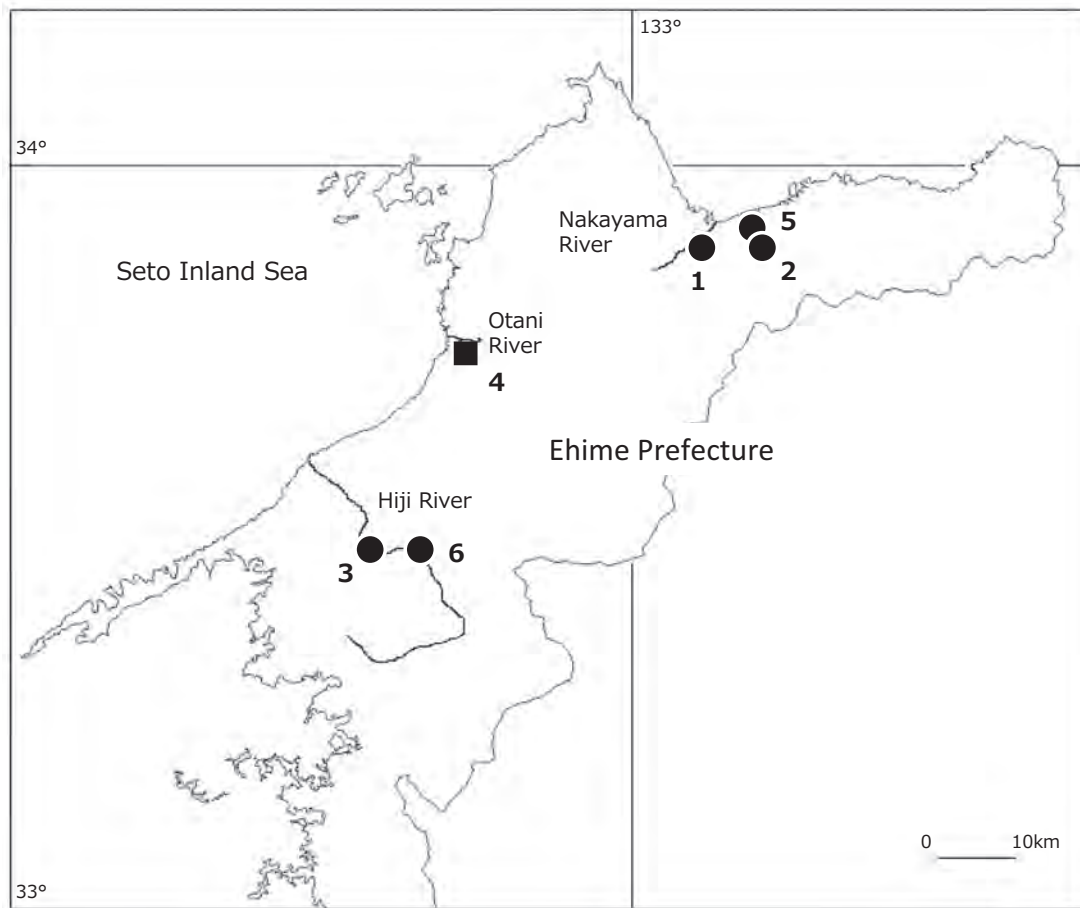 133°
34°
Nakayama
River
5
1
2
Seto Inland Sea
Otani
River
4
Ehime Prefecture
Hiji River
3
6
0
10km
33°